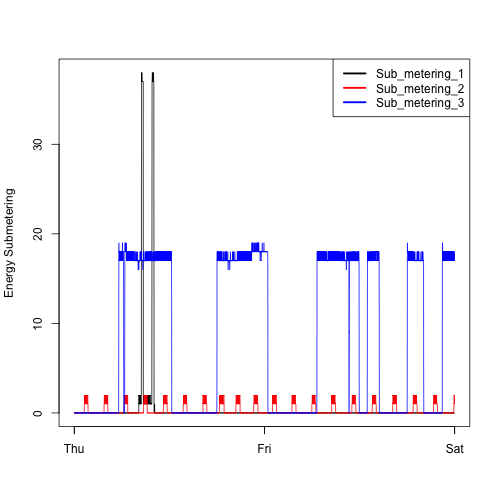 Sub_metering_1
Sub_metering_2
Sub_metering_3
Energy Submetering
30
20
10
0
Thu Fri Sat